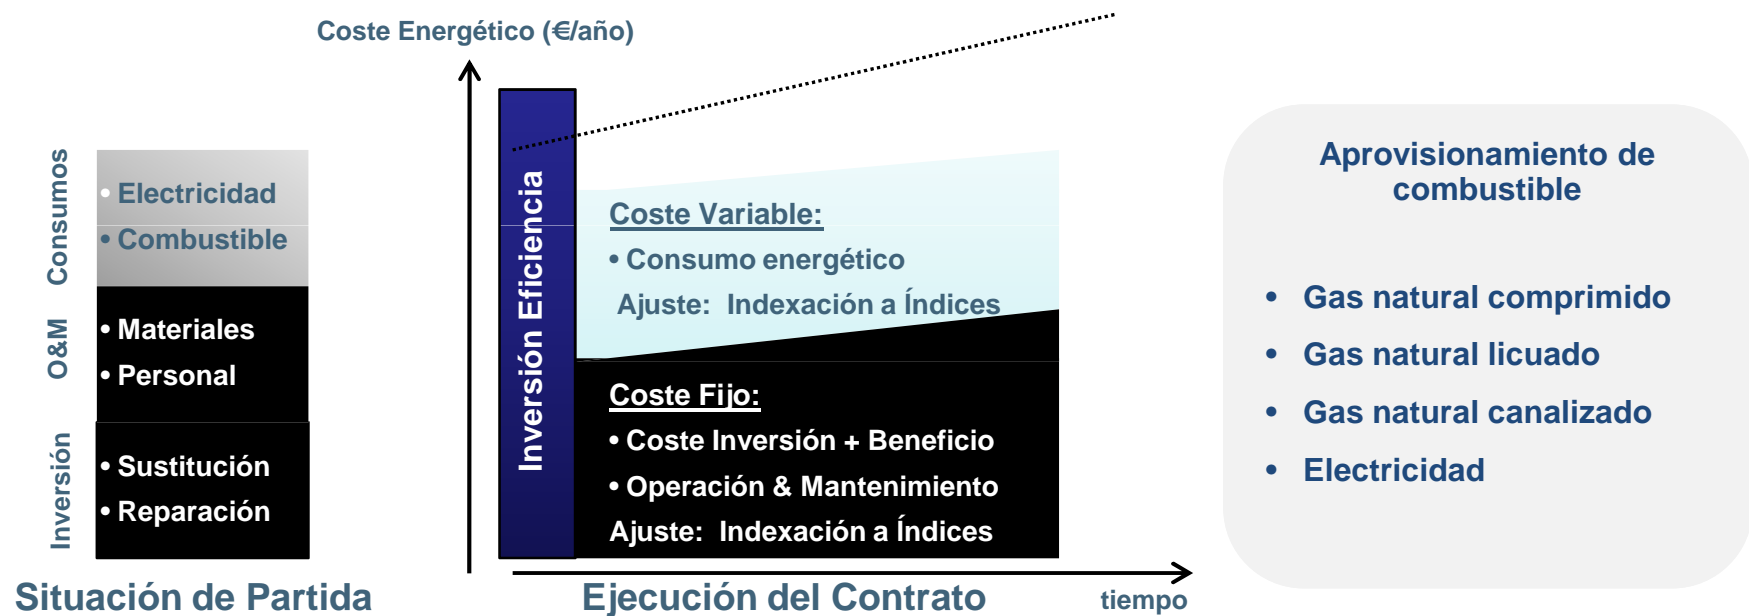 Coste Energético (€/año)
Consumos
• Electricidad
• Combustible
O&M
• Materiales
• Personal
Inversión
• Sustitución
• Reparación
Situación de Partida
Inversión Eficiencia
Coste Variable:
• Consumo energético
Ajuste: Indexación a Índices
Coste Fijo:
• Coste Inversión + Beneficio
• Operación & Mantenimiento
Ajuste: Indexación a Índices
Ejecución del Contrato
tiempo
Aprovisionamiento de
combustible
• Gas natural comprimido
• Gas natural licuado
• Gas natural canalizado
• Electricidad